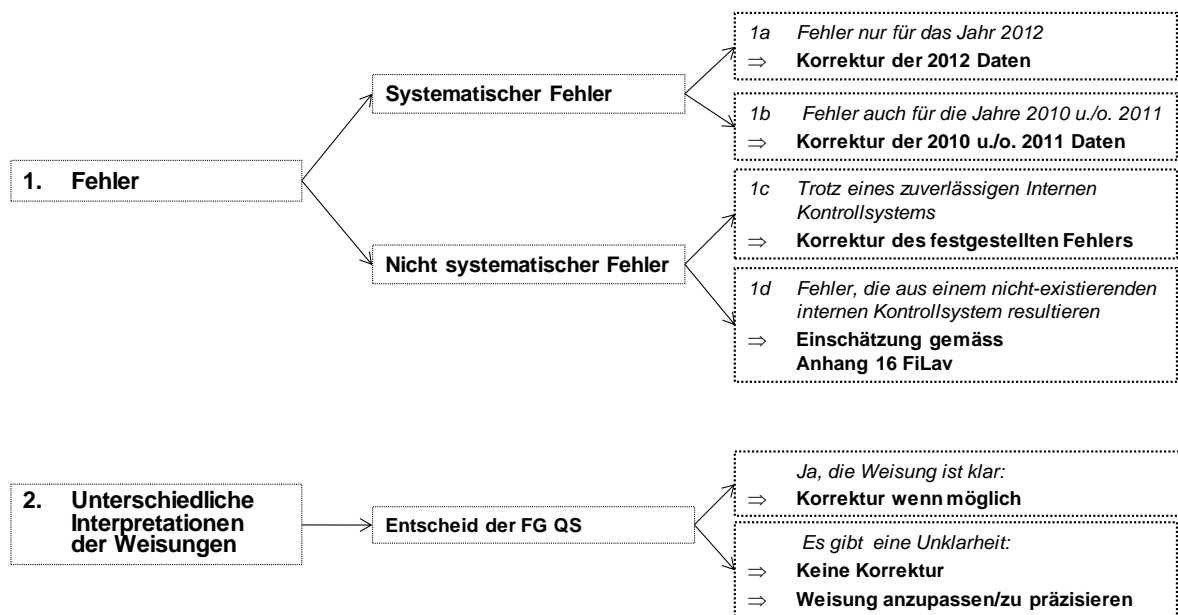 1. Fehler
Systematischer Fehler
1a Fehler nur für das Jahr 2012
⇒ Korrektur der 2012 Daten
1b Fehler auch für die Jahre 2010 u./o. 2011
⇒ Korrektur der 2010 u./o. 2011 Daten
Nicht systematischer Fehler
1c Trotz eines zuverlässigen Internen
Kontrollsystems
⇒ Korrektur des festgestellten Fehlers
1d Fehler, die aus einem nicht-existierenden
internen Kontrollsystem resultieren
⇒ Einschätzung gemäss
Anhang 16 FiLav
2. Unterschiedliche
Interpretationen
der Weisungen
Entscheid der FG QS
Ja, die Weisung ist klar:
⇒ Korrektur wenn möglich
Es gibt eine Unklarheit:
⇒ Keine Korrektur
⇒ Weisung anzupassen/zu präzisieren